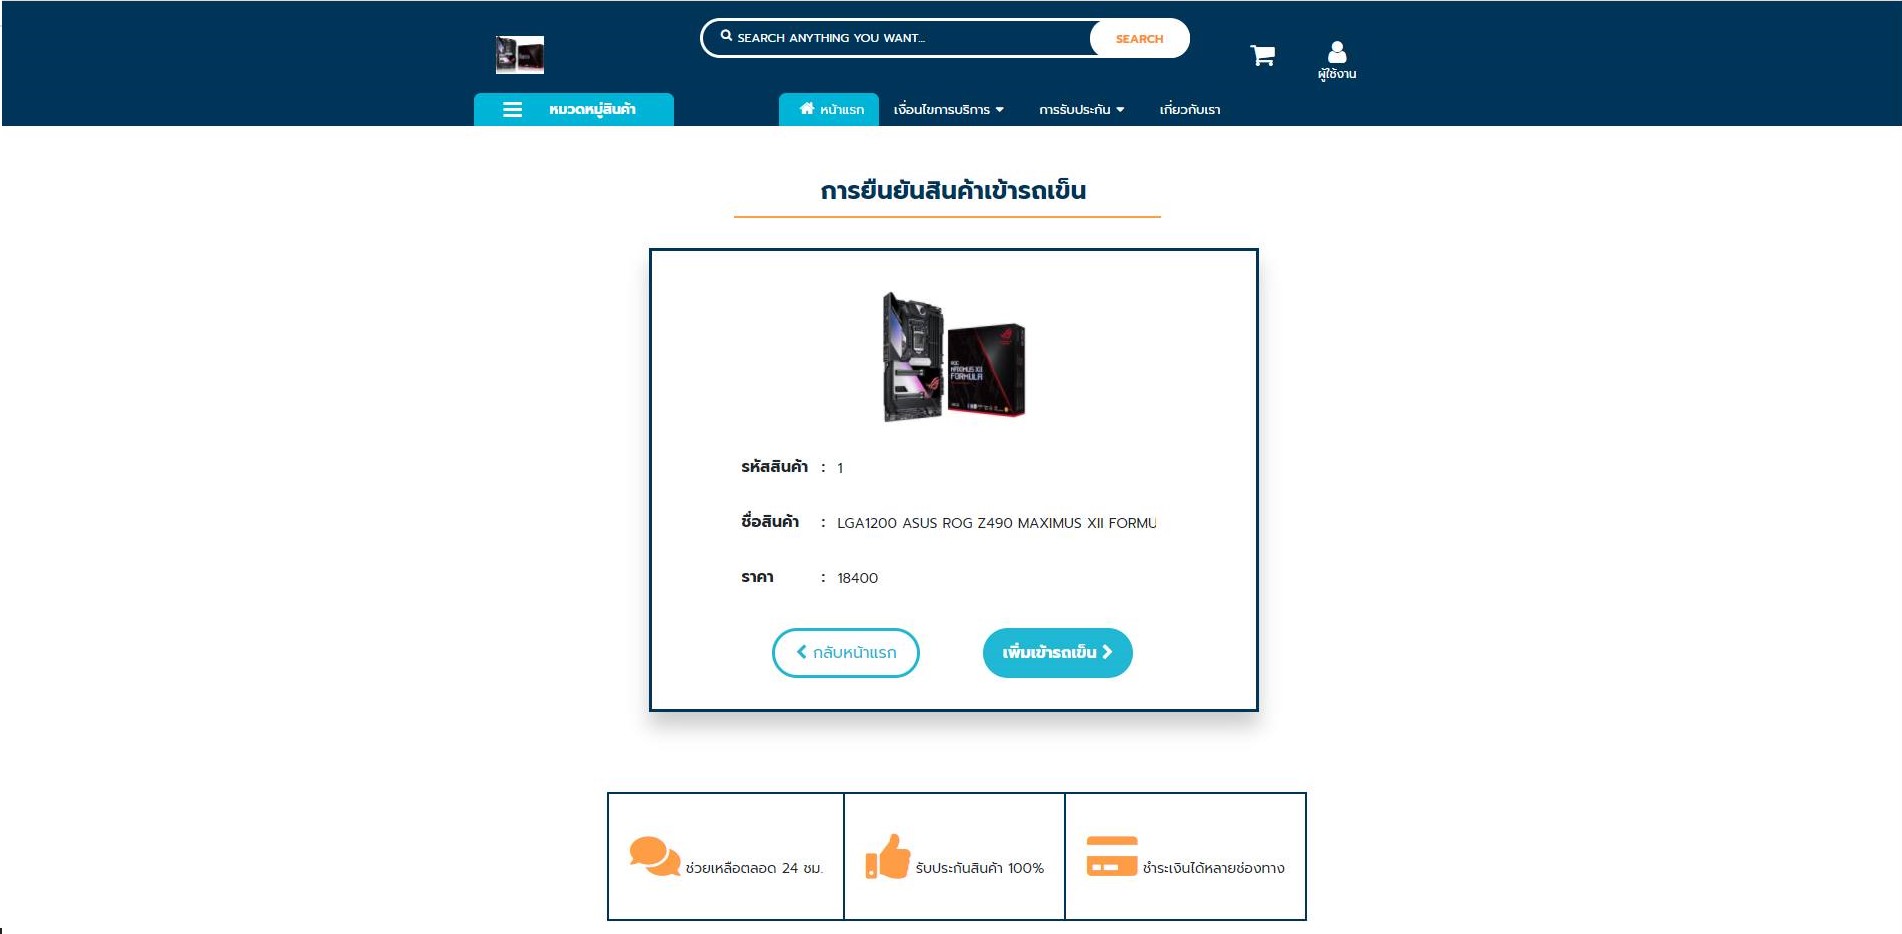 SEARCH ANYTHING YOU WANT... SEARCH
ผู้ใช้งาน
หมวดหมู่สินค้า หน้าแรก เงื่อนไขการบริการ การรับประกัน เกี่ยวกับเรา
การยืนยันสินค้าเข้ารถเข็น
ROG
MAXIMUS XII
FORMULA
รหัสสินค้า : 1
ชื่อสินค้า : LGA1200 ASUS ROG Z490 MAXIMUS XII FORMU
ราคา : 18400
กลับหน้าแรก เพิ่มเข้ารถเข็น
ช่วยเหลือตลอด 24 ชม. รับประกันสินค้า 100% ชำระเงินได้หลายช่องทาง